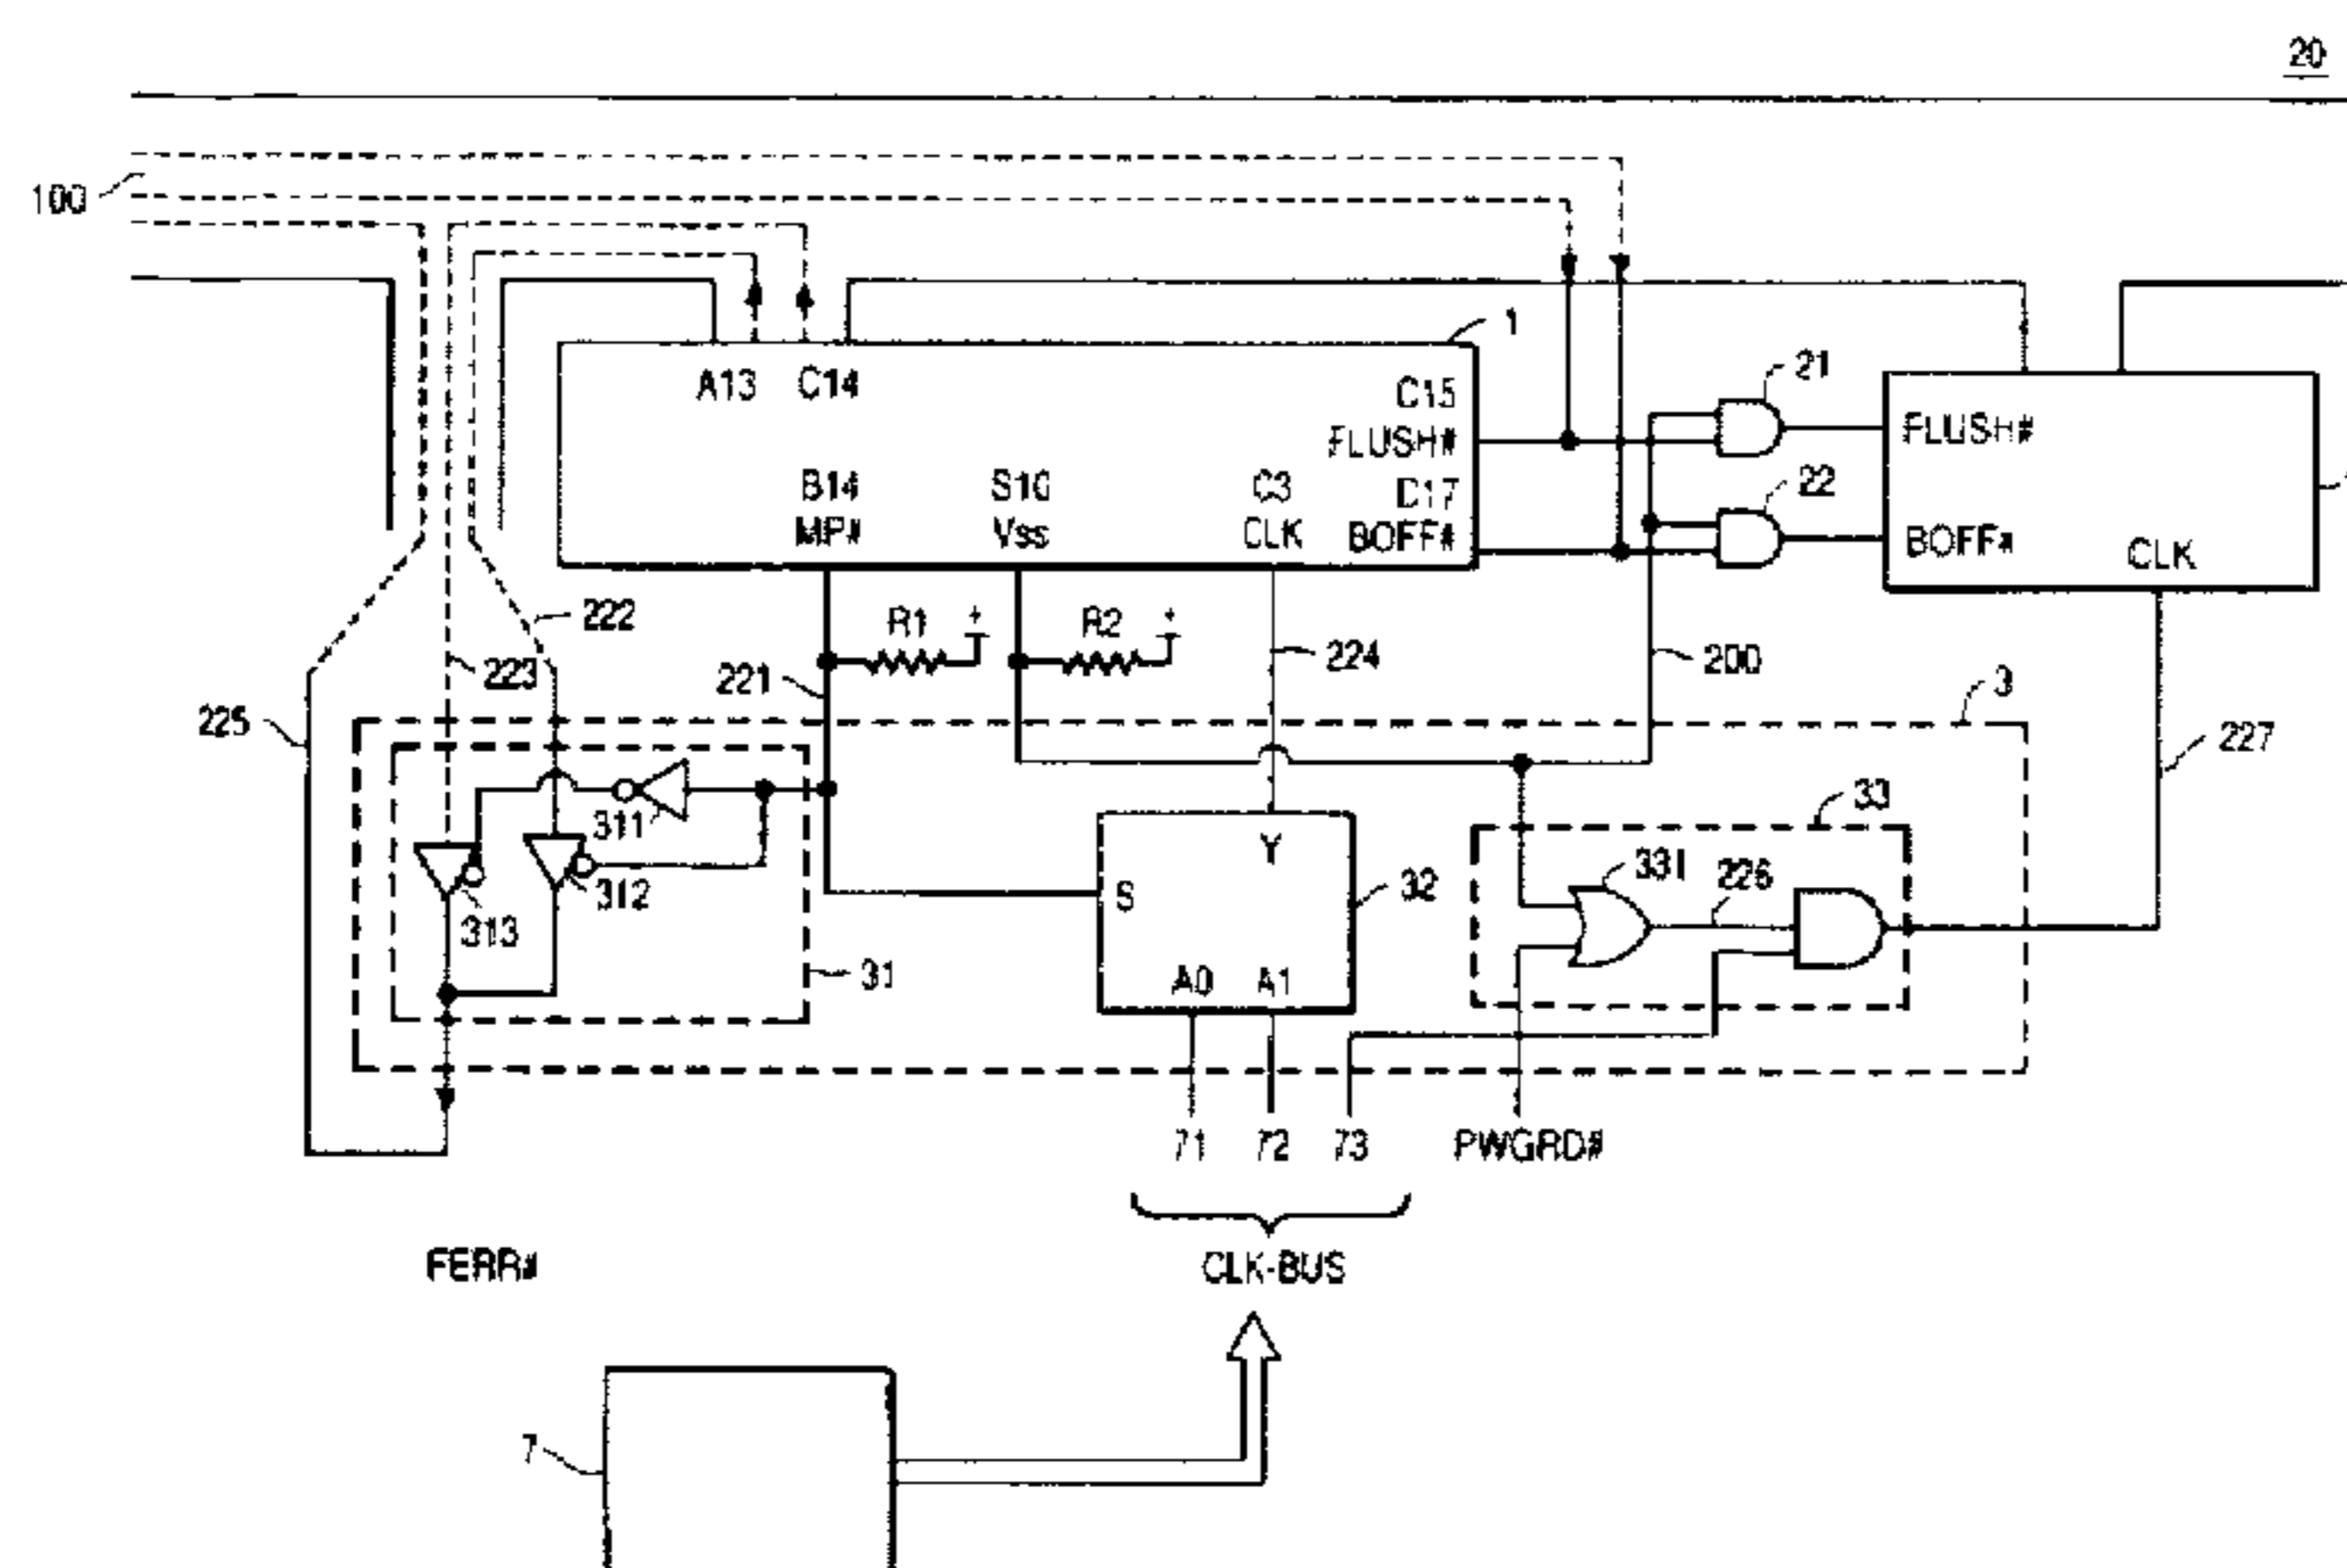 20
100
1
A13 C14
C15
FLUSH#
B14
MP#
S10
Vss
C3
CLK
D17
BOFF#
21
22
FLUSH#
BOFF#
CLK
222
R1
+
R2
+
223
221
224
200
3
225
227
311
33
312
313
Y
S
32
331
226
31
A0 A1
71 72 73 PWGRD#
FERR#
CLK-BUS
7